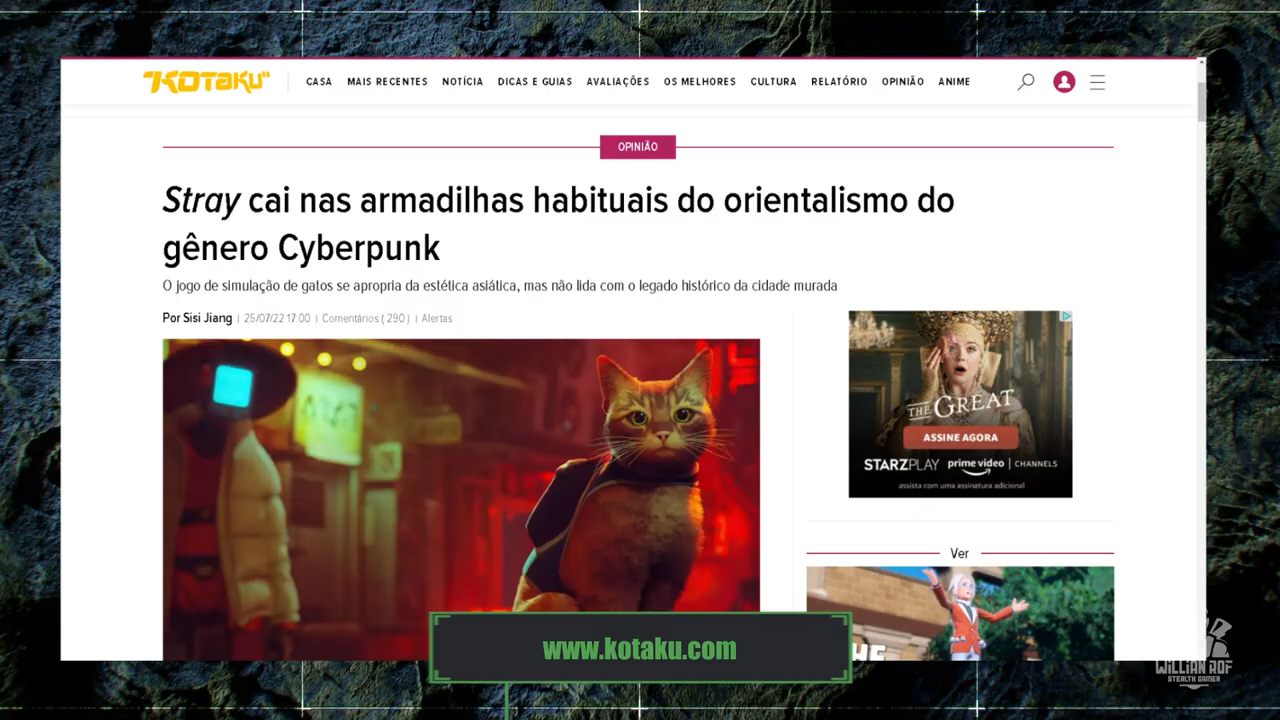 KOTAKU
CASA MAIS RECENTES NOTÍCIA DICAS E GUIAS AVALIAÇÕES OS MELHORES CULTURA RELATÓRIO OPINIÃO ANIME
OPINIÃO
Stray cai nas armadilhas habituais do orientalismo do
gênero Cyberpunk
O jogo de simulação de gatos se apropria da estética asiática, mas não lida com o legado histórico da cidade murada
Por Sisi Jiang | 25/07/22 17:00 | Comentários ( 290 ) | Alertas
THE GREAT
ASSINE AGORA
STARZPLAY prime video | CHANNELS
assista com uma assinatura adicional
Ver
HE
www.kotaku.com
WILLIAN ROF
STEALTH GAMER